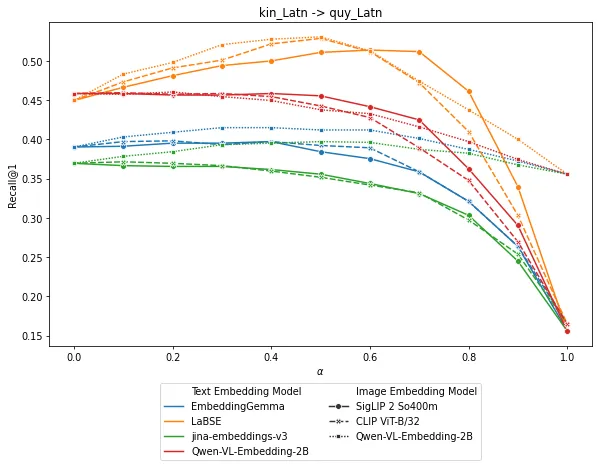 kin_Latn -> quy_Latn
Recall@1
0.50
0.45
0.40
0.35
0.30
0.25
0.20
0.15
0.0 0.2 0.4 0.6 0.8 1.0
α
Text Embedding Model
EmbeddingGemma
LaBSE
jina-embeddings-v3
Qwen-VL-Embedding-2B
Image Embedding Model
SigLIP 2 So400m
CLIP ViT-B/32
Qwen-VL-Embedding-2B